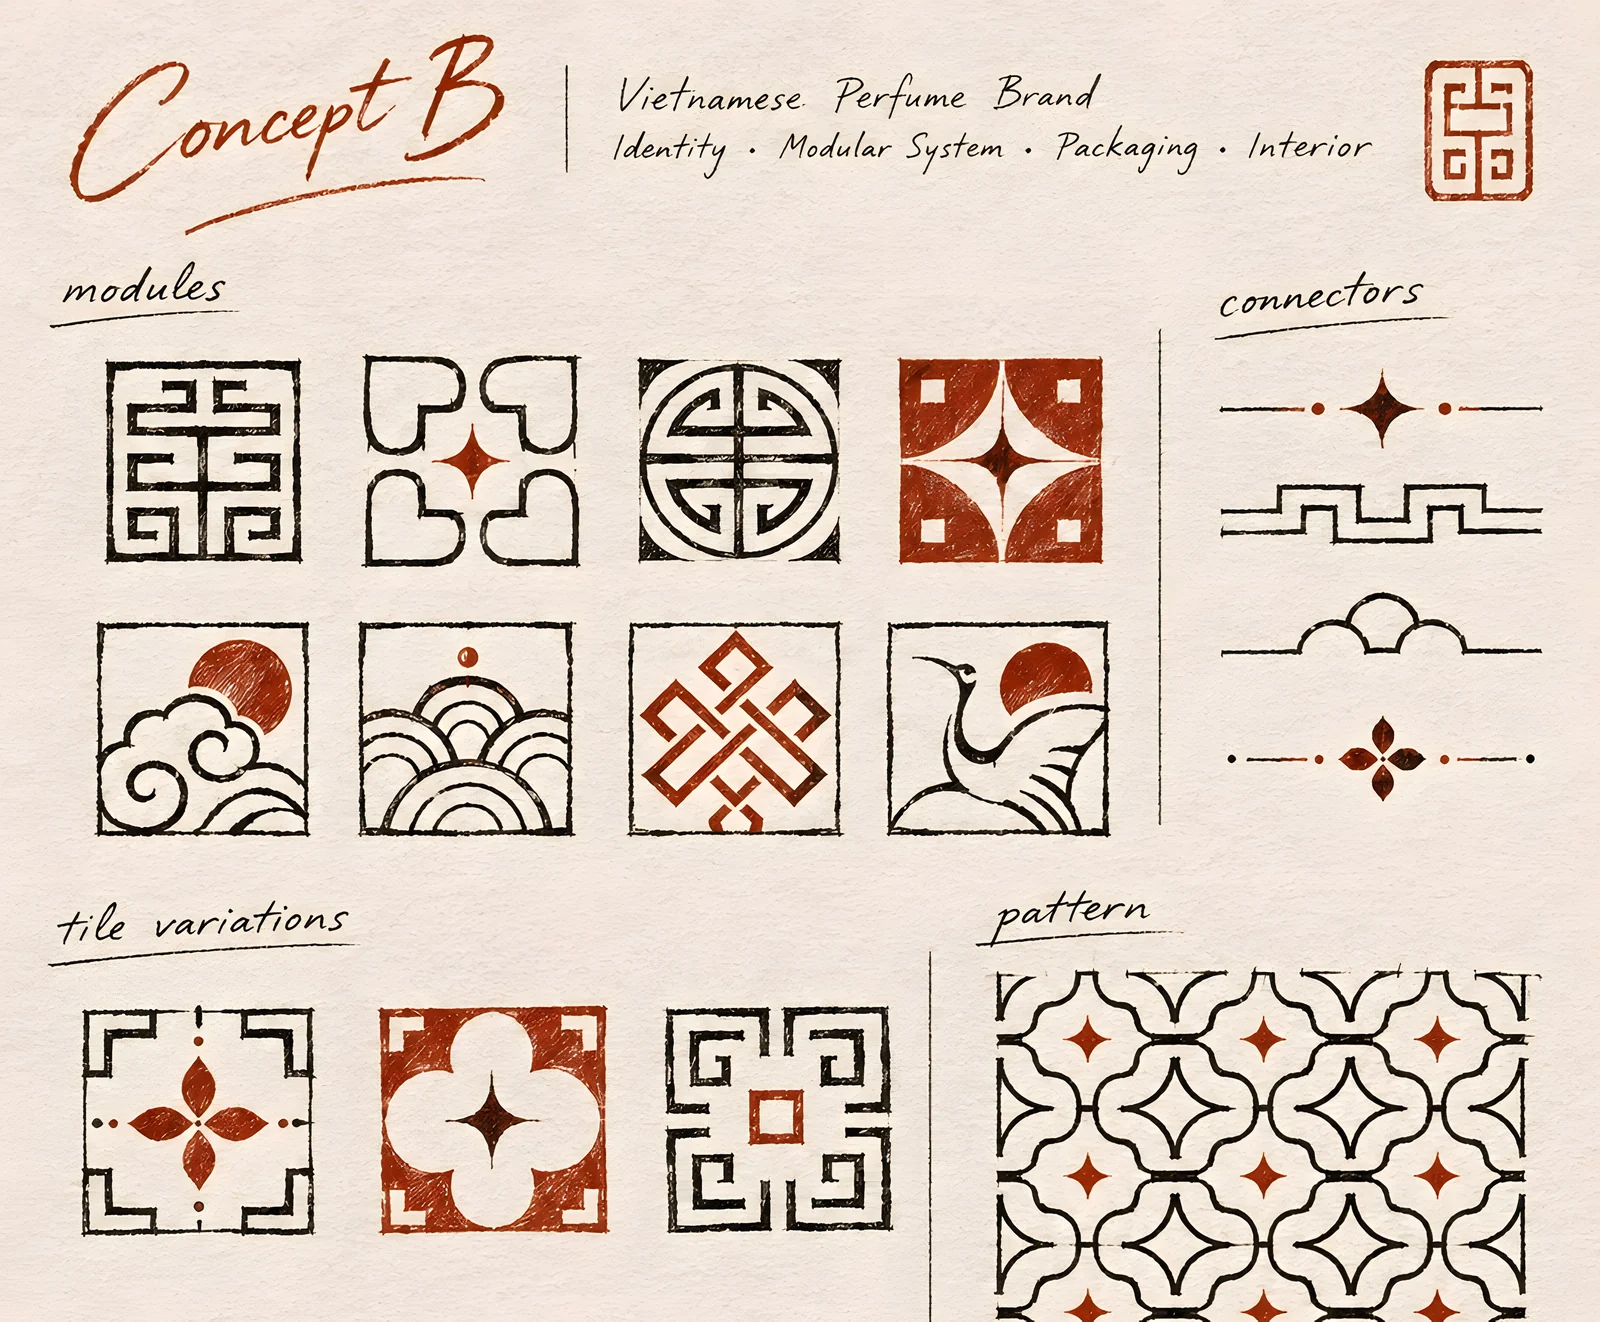 Concept B
Vietnamese Perfume Brand
Identity · Modular System · Packaging · Interior
modules
connectors
tile variations
pattern